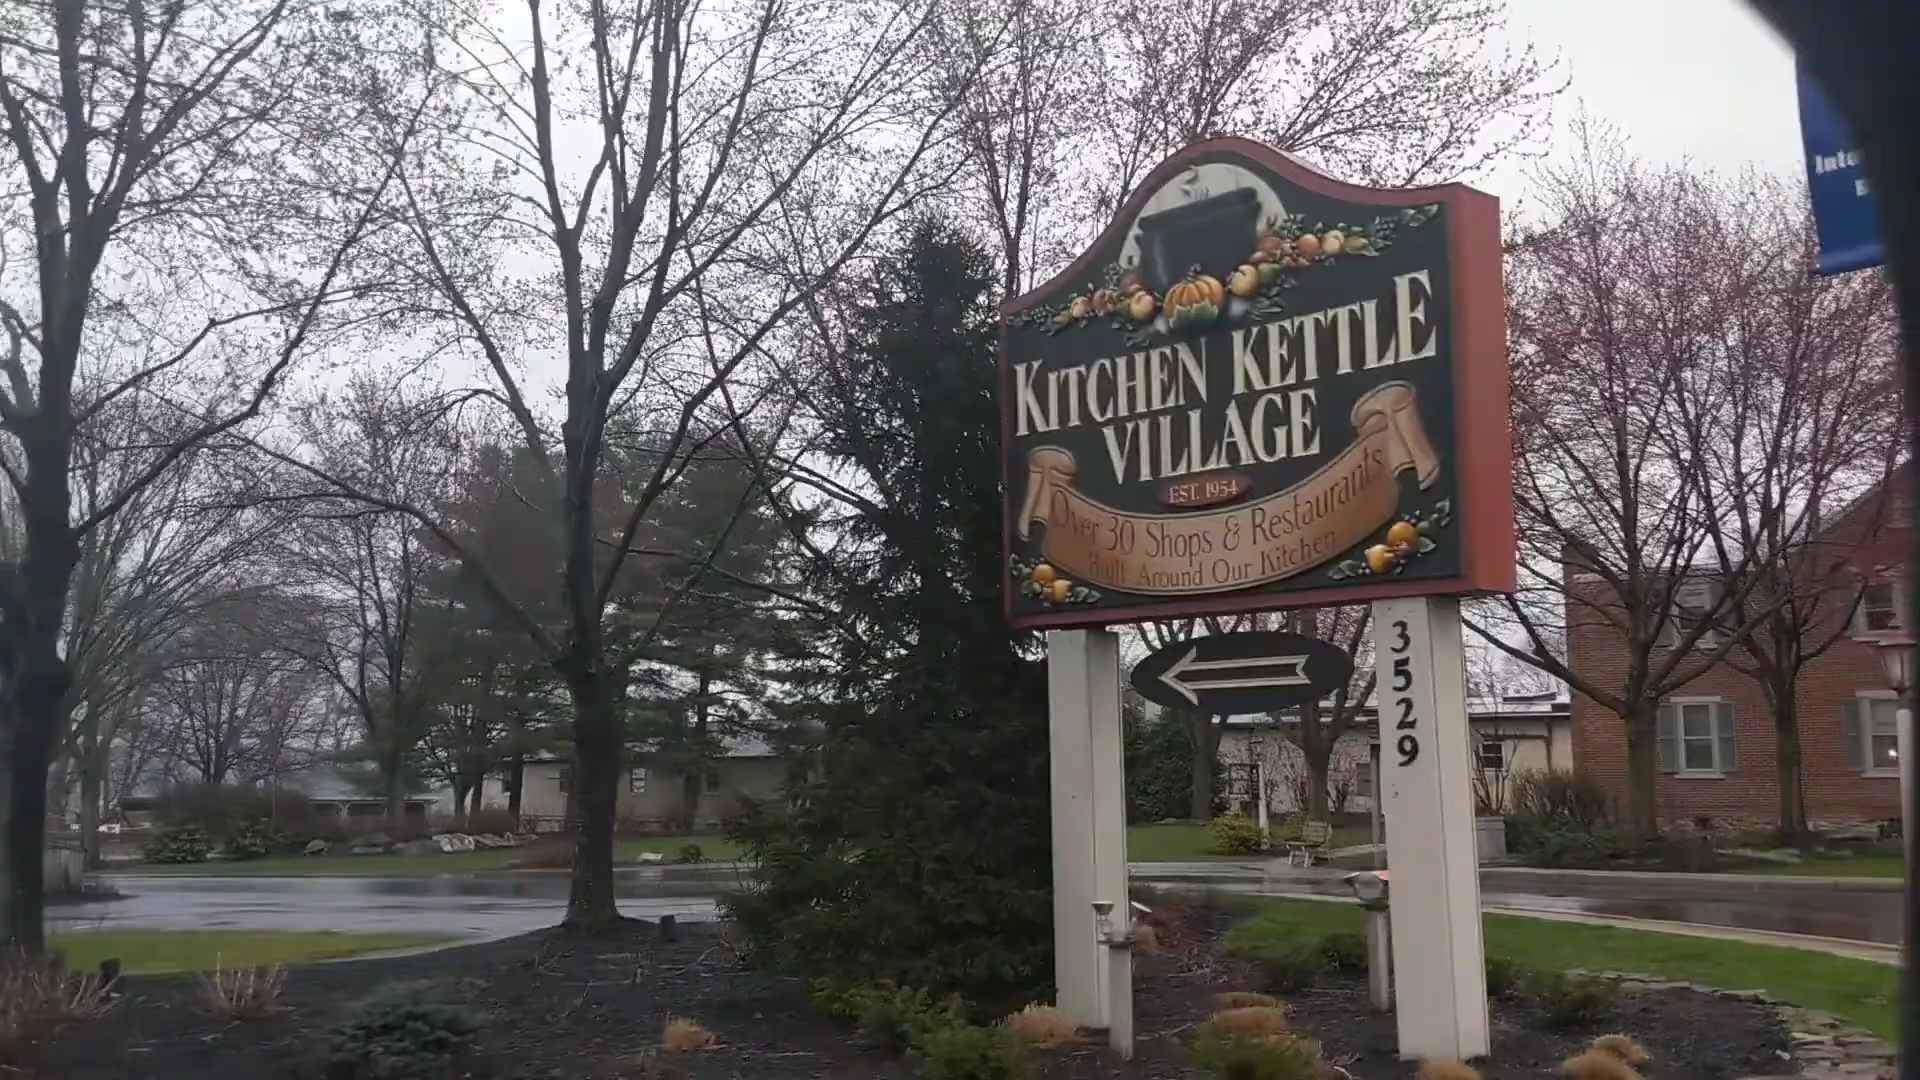 KITCHEN KETTLE
VILLAGE
EST. 1954
Over 30 Shops & Restaurants
Built Around Our Kitchen
3529